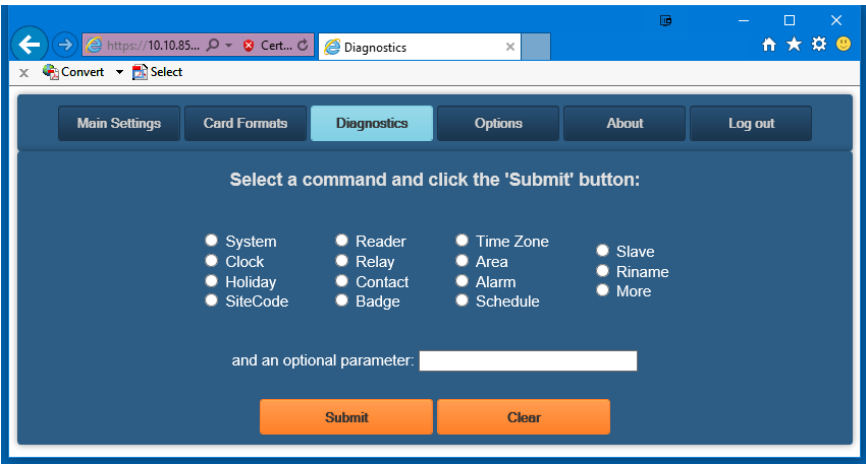 https://10.10.85... Cert... Diagnostics
x Convert Select
Main Settings Card Formats Diagnostics Options About Log out
Select a command and click the 'Submit' button:
System Reader Time Zone Slave
Clock Relay Area Riname
Holiday Contact Alarm More
SiteCode Badge Schedule
and an optional parameter:
Submit Clear